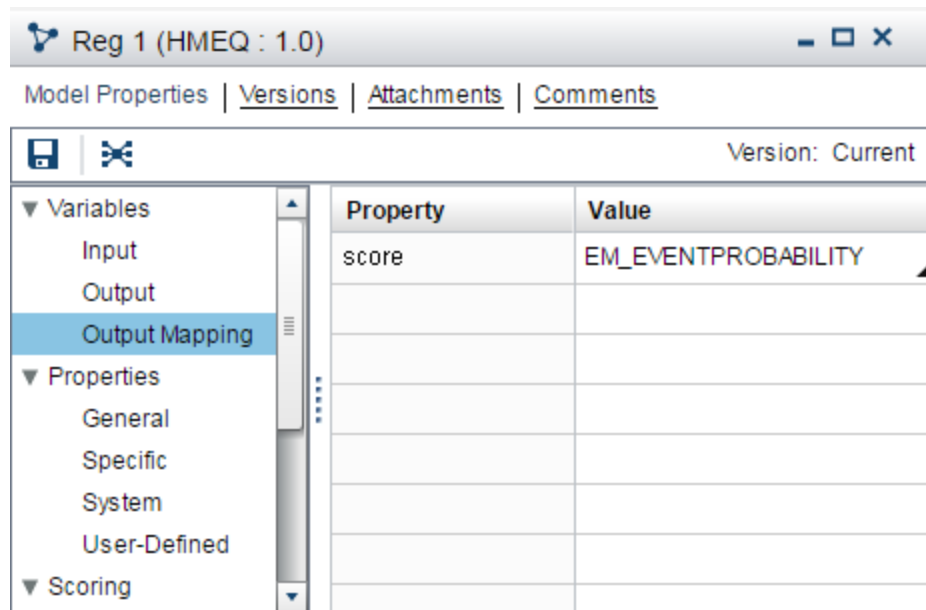 Reg 1 (HMEQ : 1.0)
Model Properties | Versions | Attachments | Comments
Version: Current
Variables
Input
Output
Output Mapping
Properties
General
Specific
System
User-Defined
Scoring
Property Value
score EM_EVENTPROBABILITY